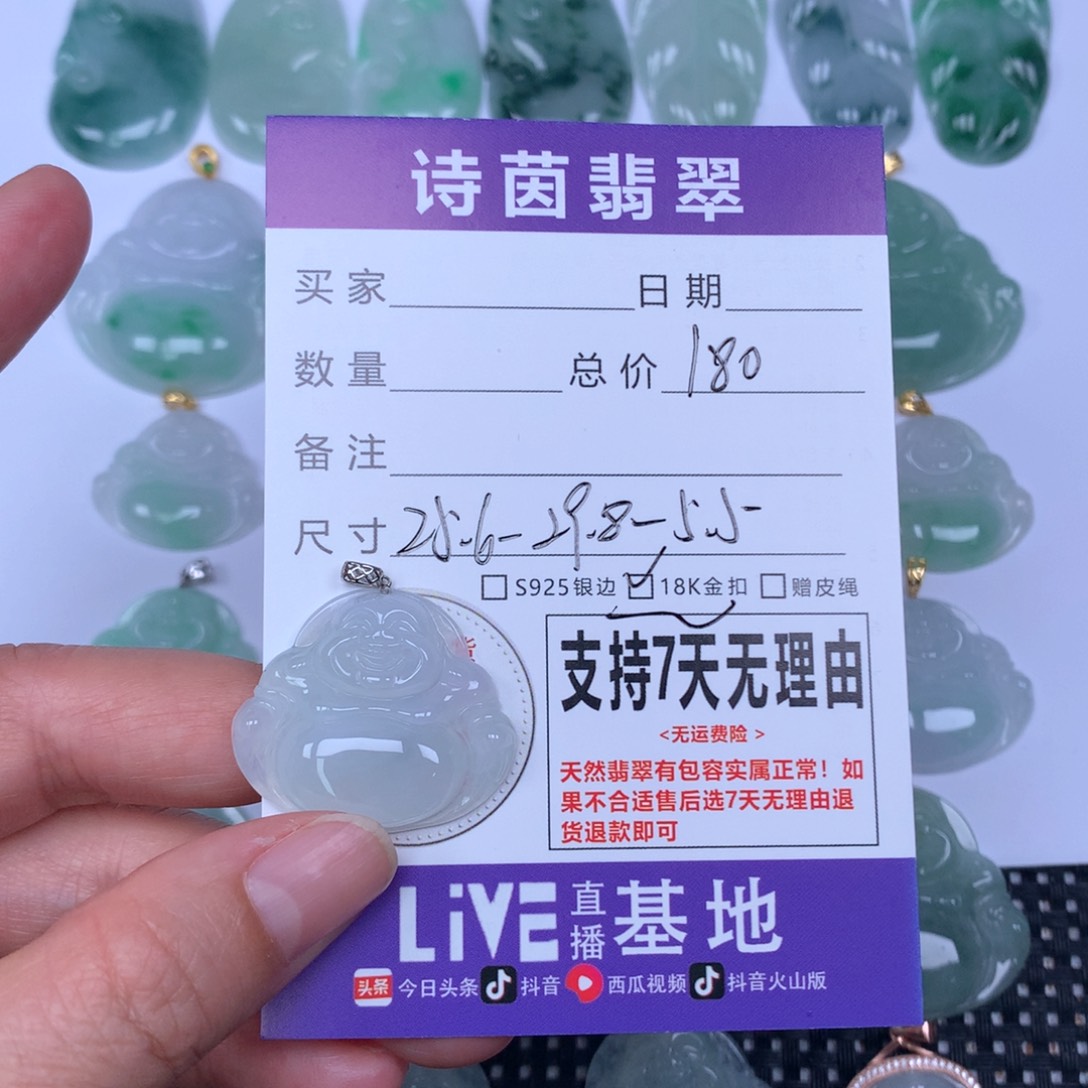 诗茵翡翠
买家 日期
数量 总价 180
备注
尺寸 25.6-29.8-5.5
S925银边 18K金扣 赠皮绳
支持7天无理由
<无运费险 >
天然翡翠有包容实属正常！如
果不合适售后选7天无理由退
货退款即可
LiVE直播基地
头条 今日头条 抖音 西瓜视频 抖音火山版